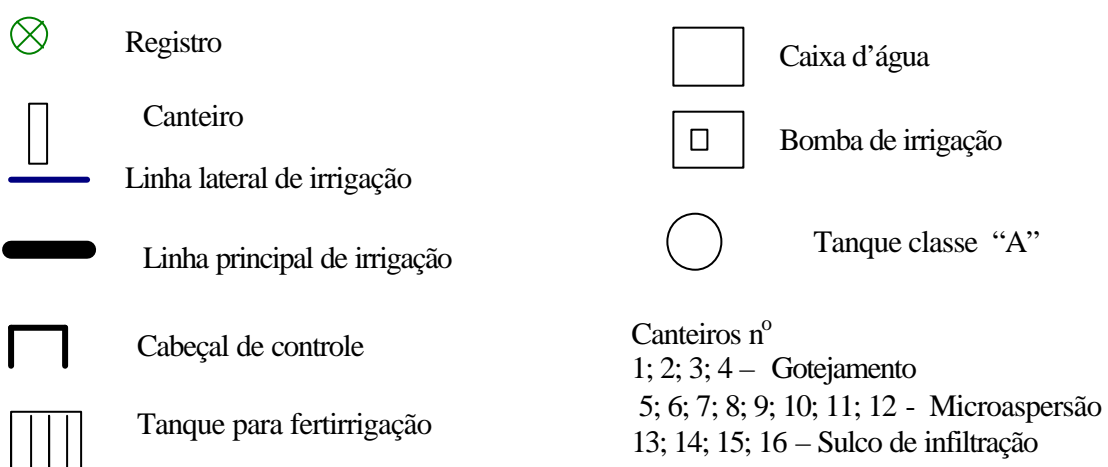 Registro
Canteiro
Linha lateral de irrigação
Linha principal de irrigação
Cabeçal de controle
Tanque para fertirrigação
Caixa d’água
Bomba de irrigação
Tanque classe “A”
Canteiros nº
1; 2; 3; 4 – Gotejamento
5; 6; 7; 8; 9; 10; 11; 12 - Microaspersão
13; 14; 15; 16 – Sulco de infiltração